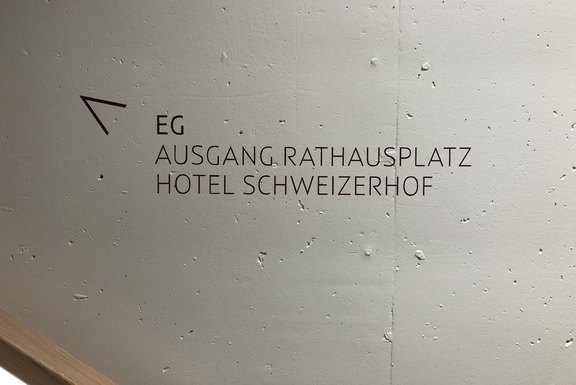 EG
AUSGANG RATHAUSPLATZ
HOTEL SCHWEIZERHOF